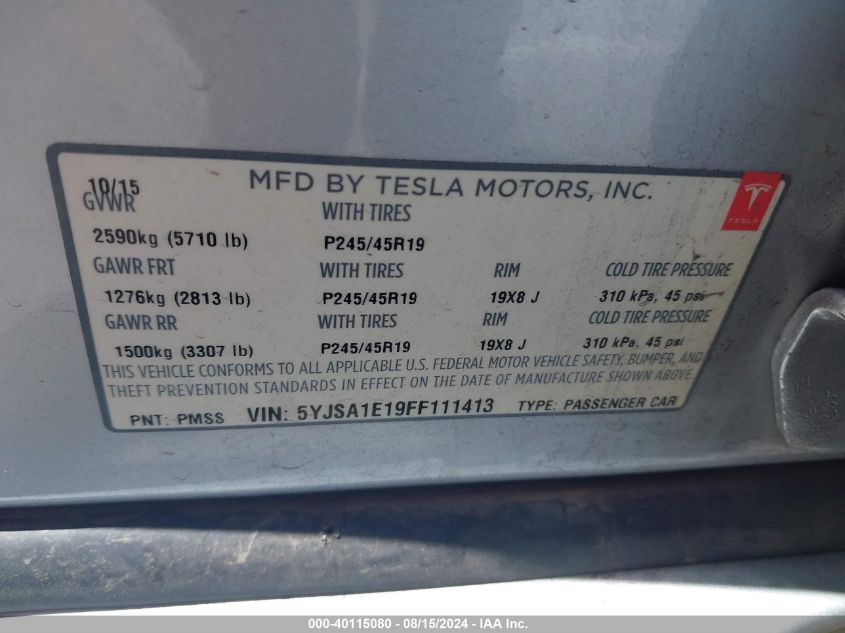 10/15 MFD BY TESLA MOTORS, INC.
GVWR WITH TIRES
TESLA
2590kg (5710 lb) P245/45R19
GAWR FRT WITH TIRES RIM COLD TIRE PRESSURE
1276kg (2813 lb) P245/45R19 19X8 J 310 kPa, 45 psi
GAWR RR WITH TIRES RIM COLD TIRE PRESSURE
1500kg (3307 lb) P245/45R19 19X8 J 310 kPa, 45 psi
THIS VEHICLE CONFORMS TO ALL APPLICABLE U.S. FEDERAL MOTOR VEHICLE SAFETY, BUMPER, AND
THEFT PREVENTION STANDARDS IN EFFECT ON THE DATE OF MANUFACTURE SHOWN ABOVE.
PNT: PMSS VIN: 5YJSA1E19FF111413 TYPE: PASSENGER CAR
000-40115080 - 08/15/2024 - IAA Inc.